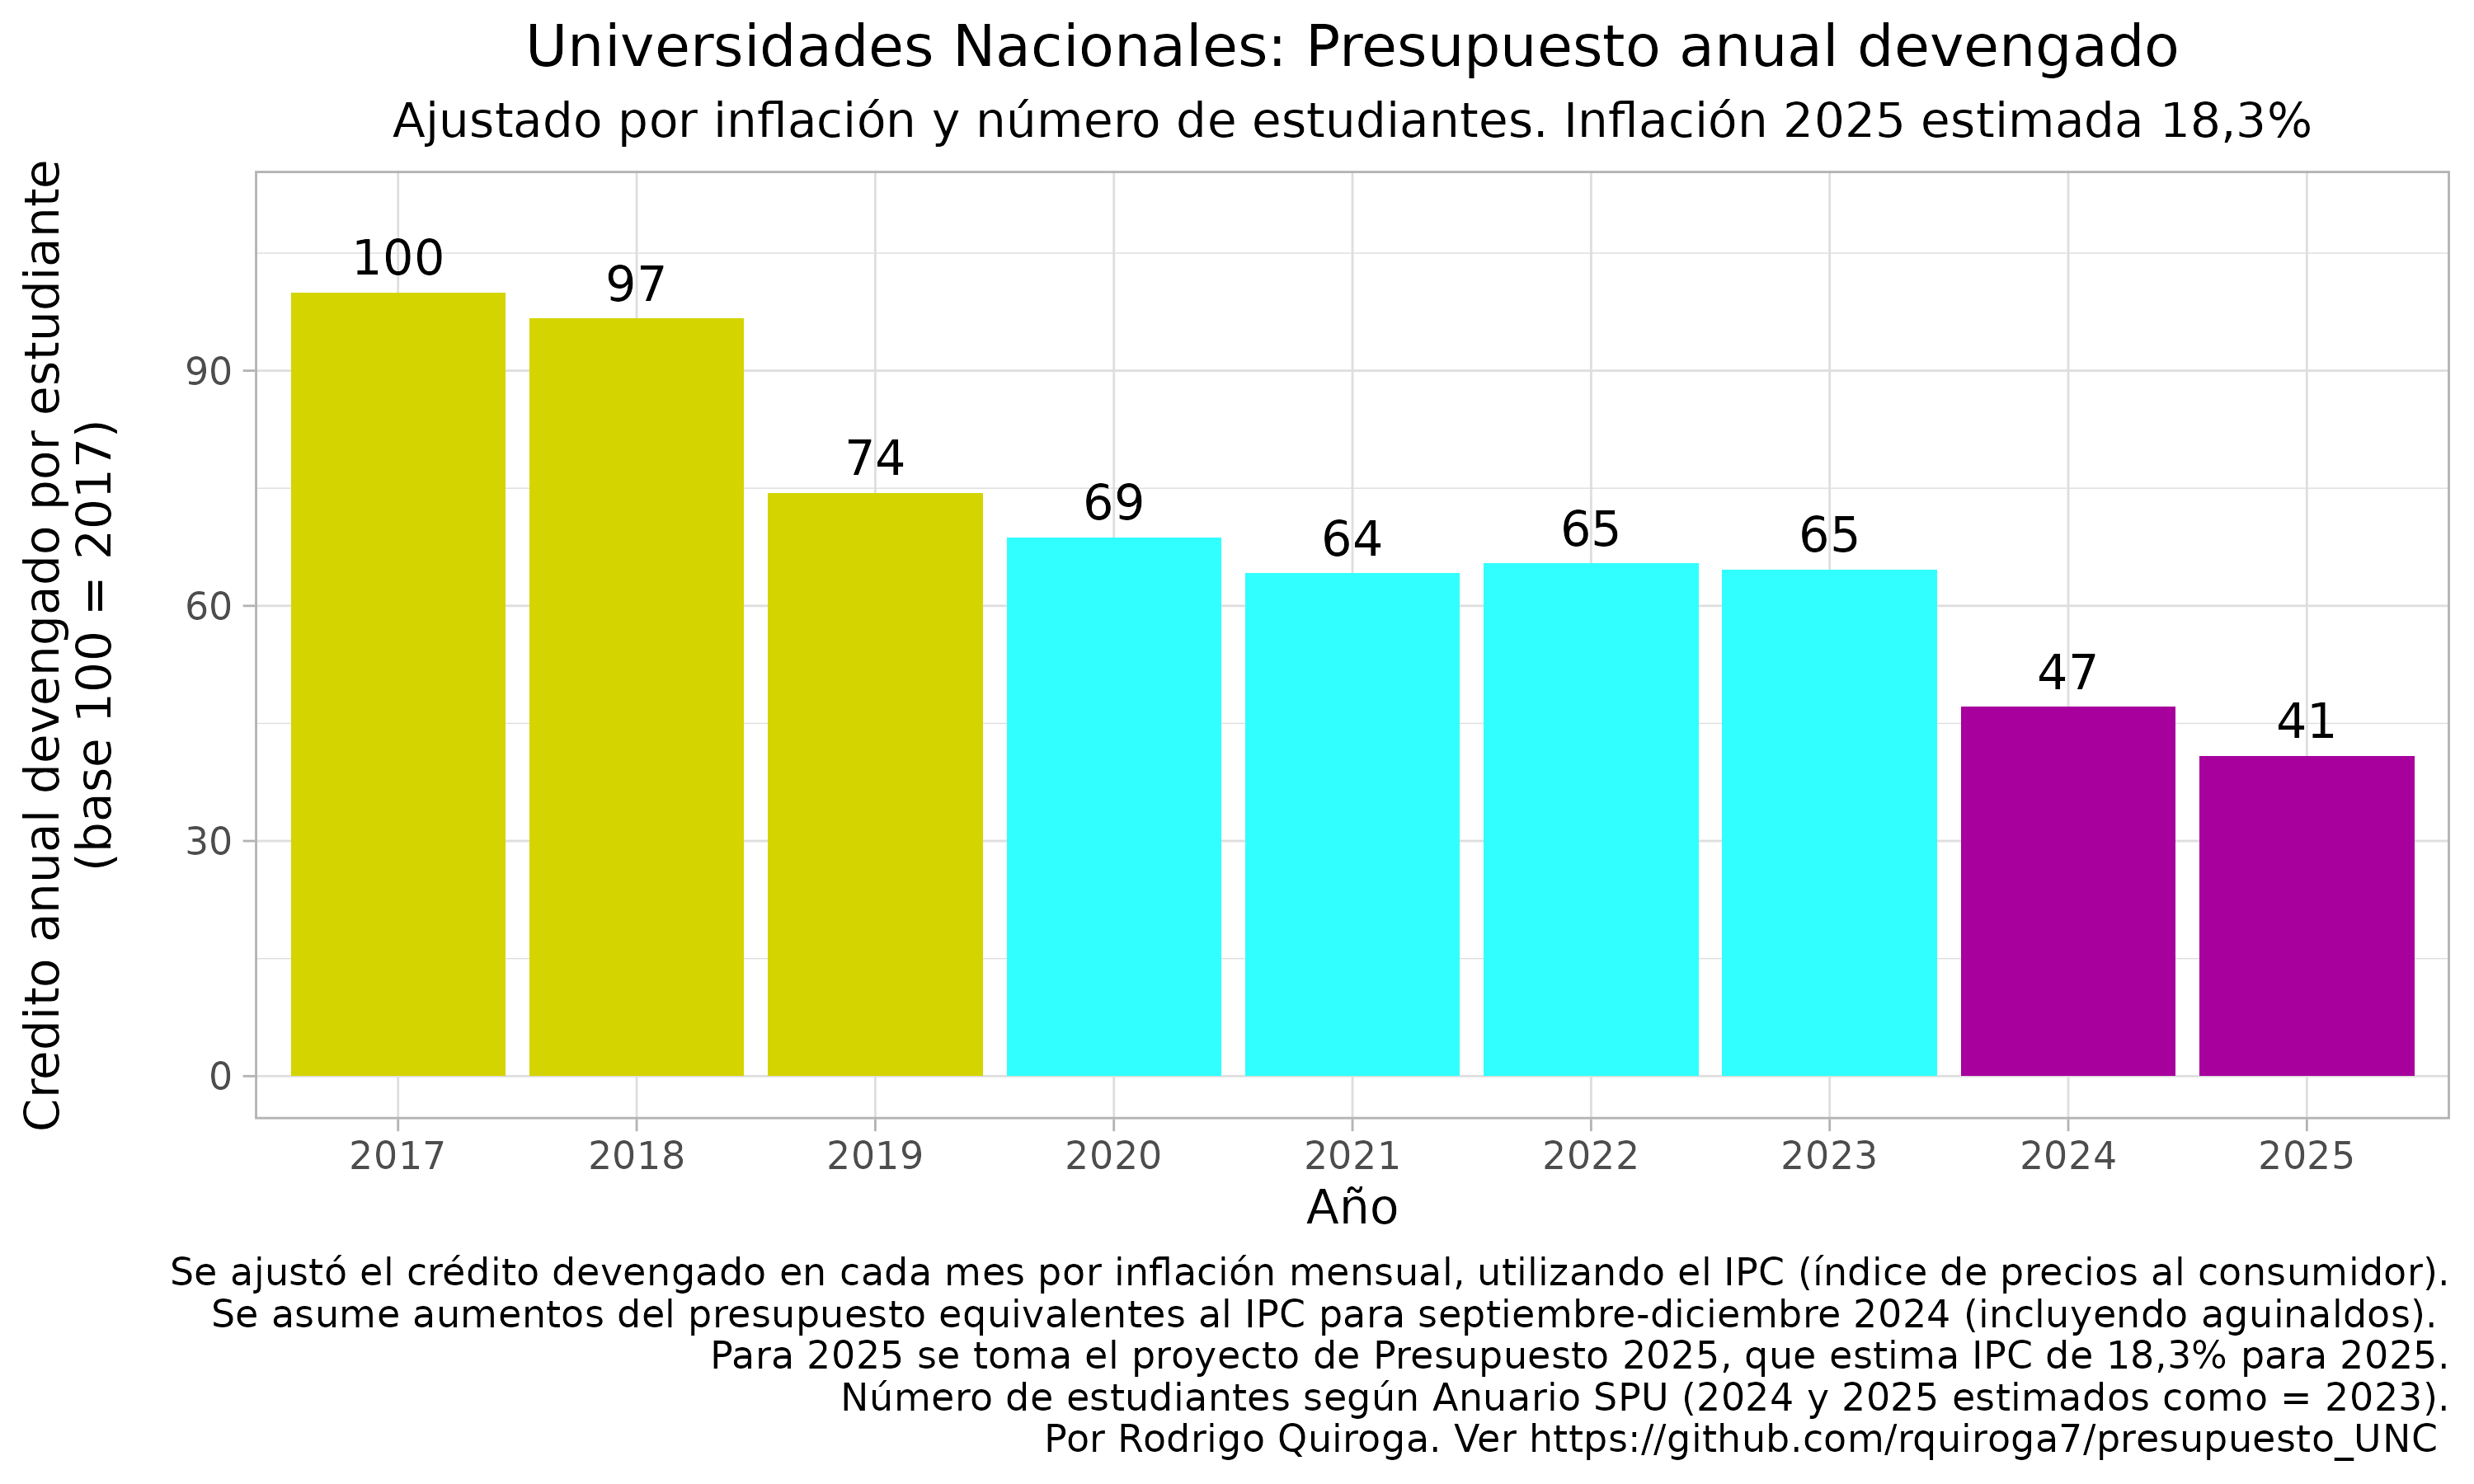 Universidades Nacionales: Presupuesto anual devengado
Ajustado por inflación y número de estudiantes. Inflación 2025 estimada 18,3%
Credito anual devengado por estudiante
(base 100 = 2017)
90
60
30
0
100
97
74
69
64
65
65
47
41
2017
2018
2019
2020
2021
2022
2023
2024
2025
Año
Se ajustó el crédito devengado en cada mes por inflación mensual, utilizando el IPC (índice de precios al consumidor).
Se asume aumentos del presupuesto equivalentes al IPC para septiembre-diciembre 2024 (incluyendo aguinaldos).
Para 2025 se toma el proyecto de Presupuesto 2025, que estima IPC de 18,3% para 2025.
Número de estudiantes según Anuario SPU (2024 y 2025 estimados como = 2023).
Por Rodrigo Quiroga. Ver https://github.com/rquiroga7/presupuesto_UNC